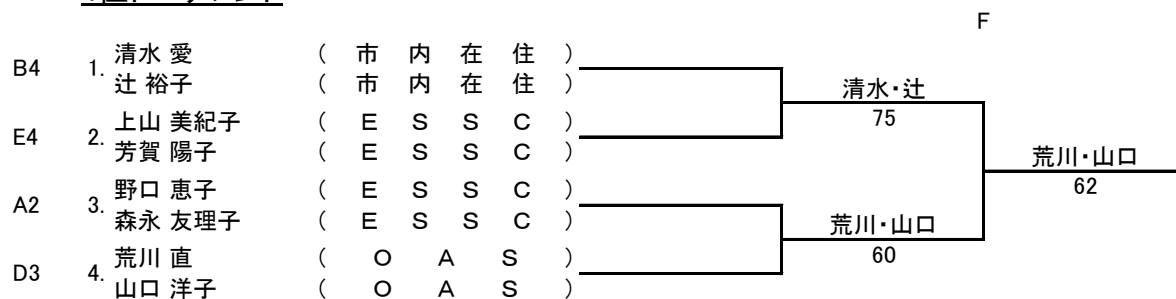 F
B4 1. 清水 愛 ( 市 内 在 住 )
辻 裕子 ( 市 内 在 住 )
清水・辻
75
E4 2. 上山 美紀子 ( E S S C )
芳賀 陽子 ( E S S C )
荒川・山口
62
A2 3. 野口 恵子 ( E S S C )
森永 友理子 ( E S S C )
荒川・山口
60
D3 4. 荒川 直 ( O A S )
山口 洋子 ( O A S )